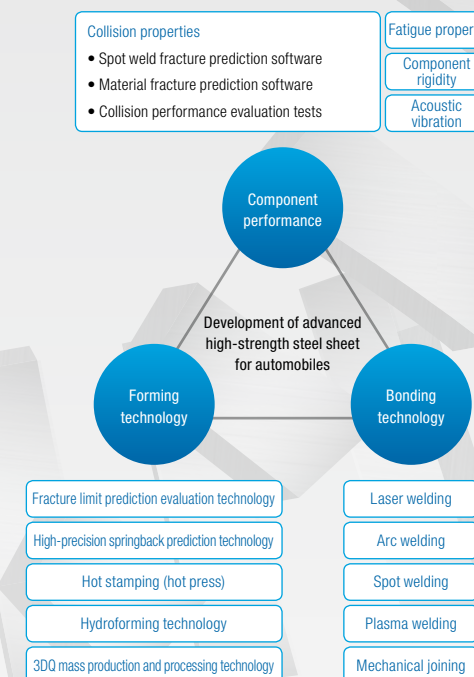 Collision properties
• Spot weld fracture prediction software
• Material fracture prediction software
• Collision performance evaluation tests
Fatigue proper
Component
rigidity
Acoustic
vibration
Component
performance
Development of advanced
high-strength steel sheet
for automobiles
Forming
technology
Bonding
technology
Fracture limit prediction evaluation technology
High-precision springback prediction technology
Hot stamping (hot press)
Hydroforming technology
3DQ mass production and processing technology
Laser welding
Arc welding
Spot welding
Plasma welding
Mechanical joining